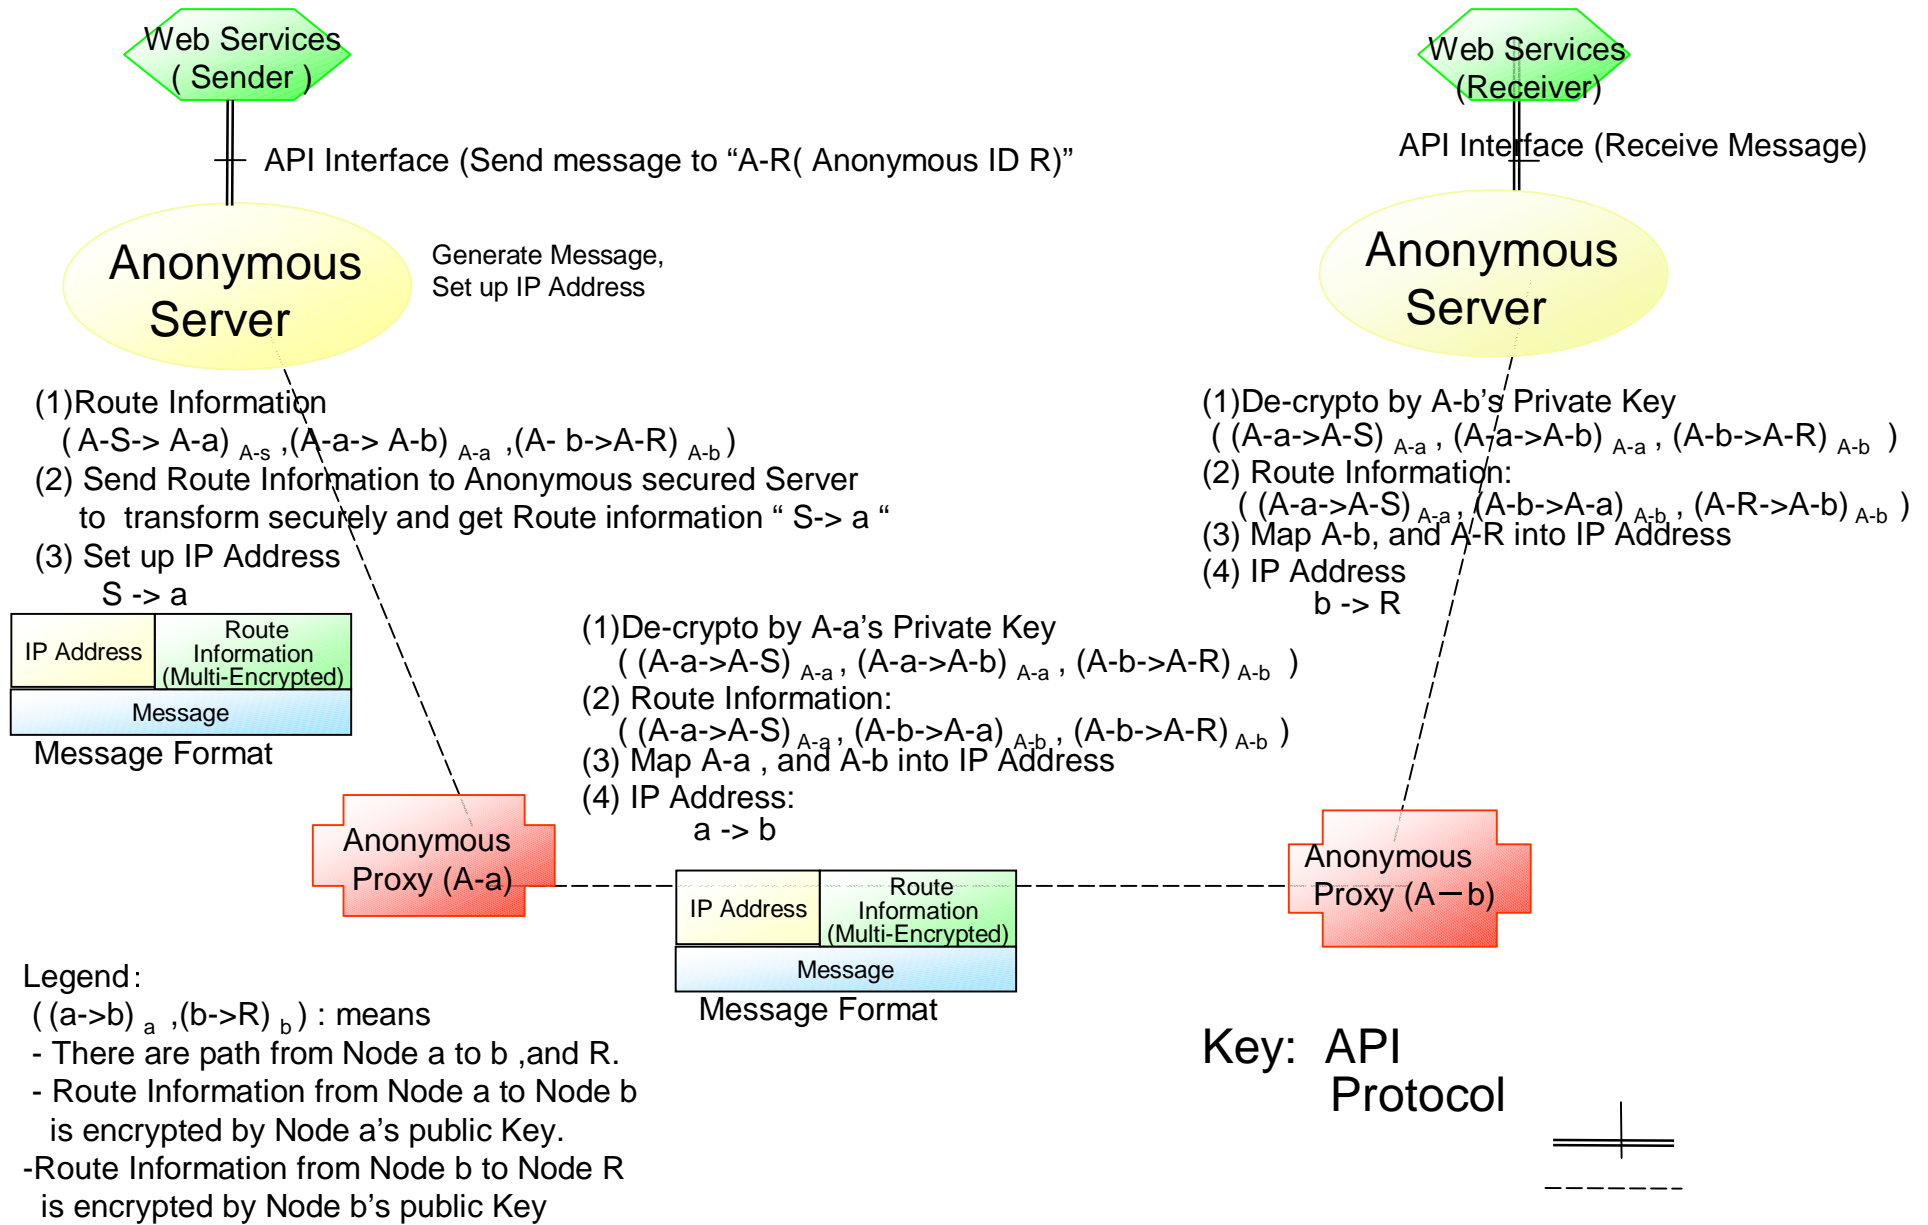 Web Services
( Sender )
API Interface (Send message to “A-R( Anonymous ID R)”
Anonymous
Server
Generate Message,
Set up IP Address
(1)Route Information
( A-S-> A-a) A-s ,(A-a-> A-b) A-a ,(A- b->A-R) A-b )
(2) Send Route Information to Anonymous secured Server
to transform securely and get Route information “ S-> a “
(3) Set up IP Address
S -> a
IP Address
Route
Information
(Multi-Encrypted)
Message
Message Format
Web Services
(Receiver)
API Interface (Receive Message)
Anonymous
Server
(1)De-crypto by A-b’s Private Key
( (A-a->A-S) A-a , (A-a->A-b) A-a , (A-b->A-R) A-b )
(2) Route Information:
( (A-a->A-S) A-a , (A-b->A-a) A-b , (A-R->A-b) A-b )
(3) Map A-b, and A-R into IP Address
(4) IP Address
b -> R
(1)De-crypto by A-a’s Private Key
( (A-a->A-S) A-a , (A-a->A-b) A-a , (A-b->A-R) A-b )
(2) Route Information:
( (A-a->A-S) A-a , (A-b->A-a) A-b , (A-b->A-R) A-b )
(3) Map A-a , and A-b into IP Address
(4) IP Address:
a -> b
Anonymous
Proxy (A-a)
IP Address
Route
Information
(Multi-Encrypted)
Message
Message Format
Anonymous
Proxy (A－b)
Legend：
( (a->b) a ,(b->R) b ) : means
- There are path from Node a to b ,and R.
- Route Information from Node a to Node b
is encrypted by Node a’s public Key.
-Route Information from Node b to Node R
is encrypted by Node b’s public Key
Key: API
Protocol